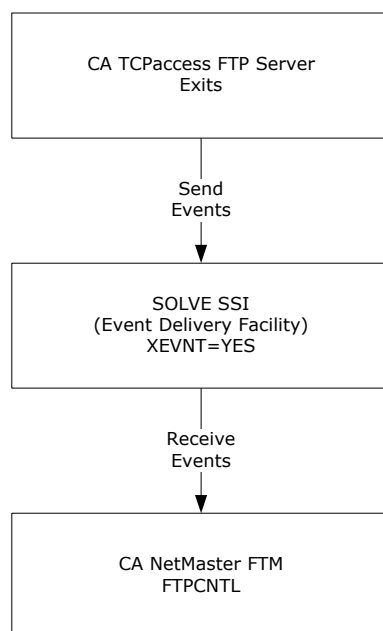 CA TCPaccess FTP Server
Exits
Send
Events
SOLVE SSI
(Event Delivery Facility)
XEVNT=YES
Receive
Events
CA NetMaster FTM
FTPCNTL